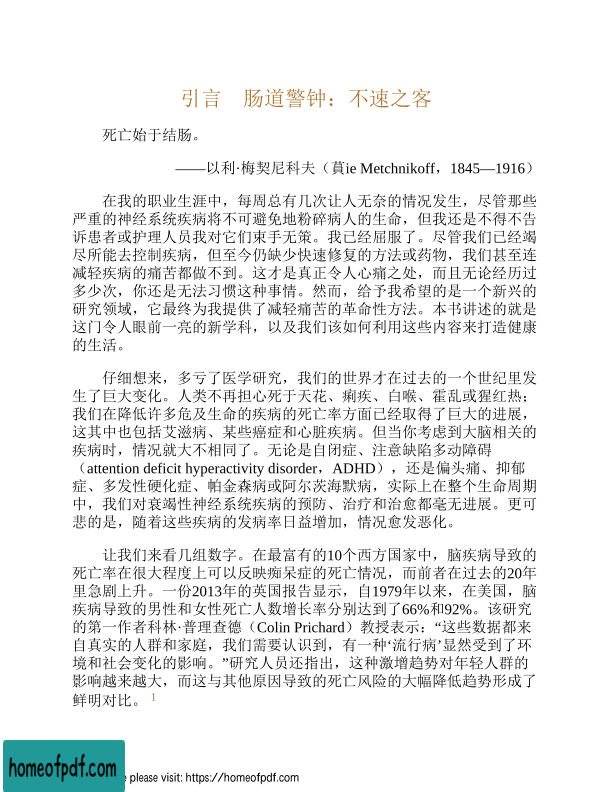 引言　肠道警钟：不速之客
死亡始于结肠。
——以利·梅契尼科夫（莨ie Metchnikoff，1845—1916）
在我的职业生涯中，每周总有几次让人无奈的情况发生，尽管那些
严重的神经系统疾病将不可避免地粉碎病人的生命，但我还是不得不告
诉患者或护理人员我对它们束手无策。我已经屈服了。尽管我们已经竭
尽所能去控制疾病，但至今仍缺少快速修复的方法或药物，我们甚至连
减轻疾病的痛苦都做不到。这才是真正令人心痛之处，而且无论经历过
多少次，你还是无法习惯这种事情。然而，给予我希望的是一个新兴的
研究领域，它最终为我提供了减轻痛苦的革命性方法。本书讲述的就是
这门令人眼前一亮的新学科，以及我们该如何利用这些内容来打造健康
的生活。
仔细想来，多亏了医学研究，我们的世界才在过去的一个世纪里发
生了巨大变化。人类不再担心死于天花、痢疾、白喉、霍乱或猩红热；
我们在降低许多危及生命的疾病的死亡率方面已经取得了巨大的进展，
这其中也包括艾滋病、某些癌症和心脏疾病。但当你考虑到大脑相关的
疾病时，情况就大不相同了。无论是自闭症、注意缺陷多动障碍
（attention deficit hyperactivity disorder，ADHD），还是偏头痛、抑郁
症、多发性硬化症、帕金森病或阿尔茨海默病，实际上在整个生命周期
中，我们对衰竭性神经系统疾病的预防、治疗和治愈都毫无进展。更可
悲的是，随着这些疾病的发病率日益增加，情况愈发恶化。
让我们来看几组数字。在最富有的10个西方国家中，脑疾病导致的
死亡率在很大程度上可以反映痴呆症的死亡情况，而前者在过去的20年
里急剧上升。一份2013年的英国报告显示，自1979年以来，在美国，脑
疾病导致的男性和女性死亡人数增长率分别达到了66%和92%。该研究
的第一作者科林·普理查德（Colin Prichard）教授表示：“这些数据都来
自真实的人群和家庭，我们需要认识到，有一种‘流行病’显然受到了环
境和社会变化的影响。”研究人员还指出，这种激增趋势对年轻人群的
影响越来越大，而这与其他原因导致的死亡风险的大幅降低趋势形成了
鲜明对比。 1
homeofpdf.com
please visit: https://homeofpdf.com